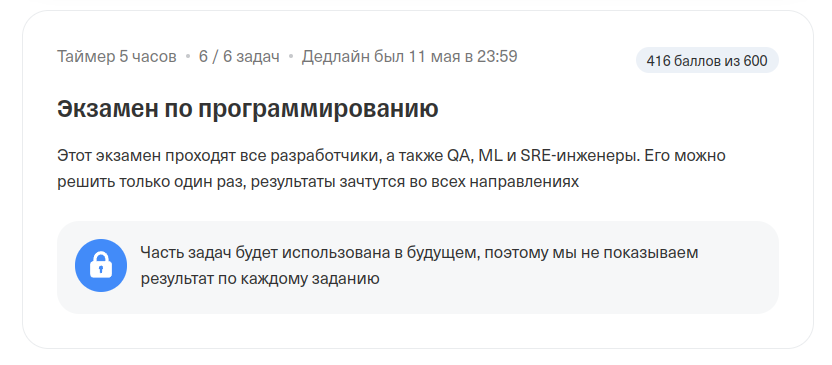 Таймер 5 часов • 6 / 6 задач • Дедлайн был 11 мая в 23:59
416 баллов из 600
Экзамен по программированию
Этот экзамен проходят все разработчики, а также QA, ML и SRE-инженеры. Его можно
решить только один раз, результаты зачтутся во всех направлениях
Часть задач будет использована в будущем, поэтому мы не показываем
результат по каждому заданию